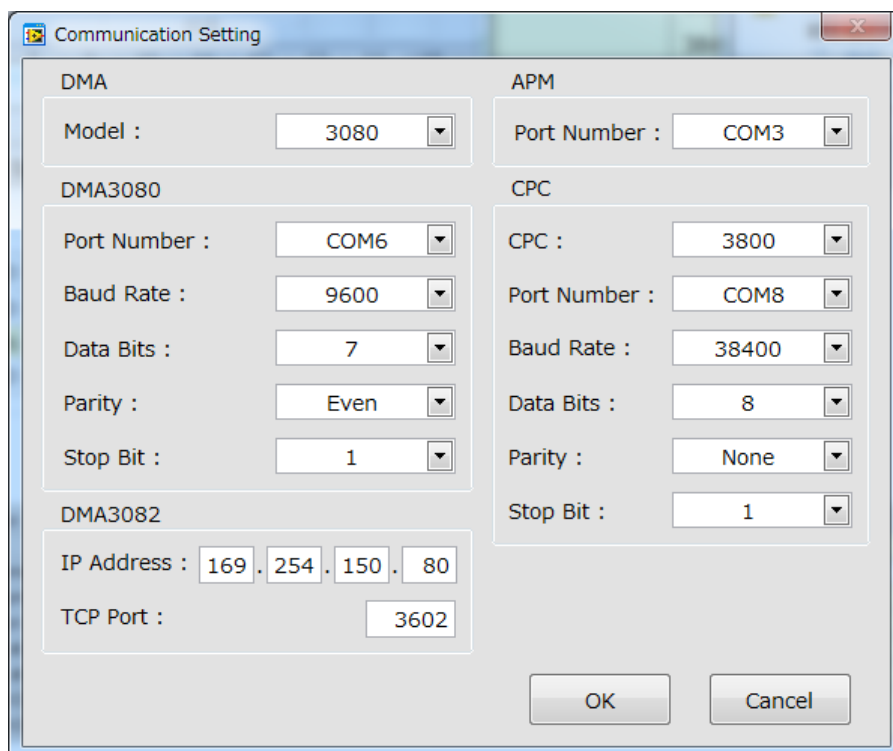 Communication Setting
DMA
Model : 3080
DMA3080
Port Number : COM6
Baud Rate : 9600
Data Bits : 7
Parity : Even
Stop Bit : 1
DMA3082
IP Address : 169 . 254 . 150 . 80
TCP Port : 3602
APM
Port Number : COM3
CPC
CPC : 3800
Port Number : COM8
Baud Rate : 38400
Data Bits : 8
Parity : None
Stop Bit : 1
OK
Cancel